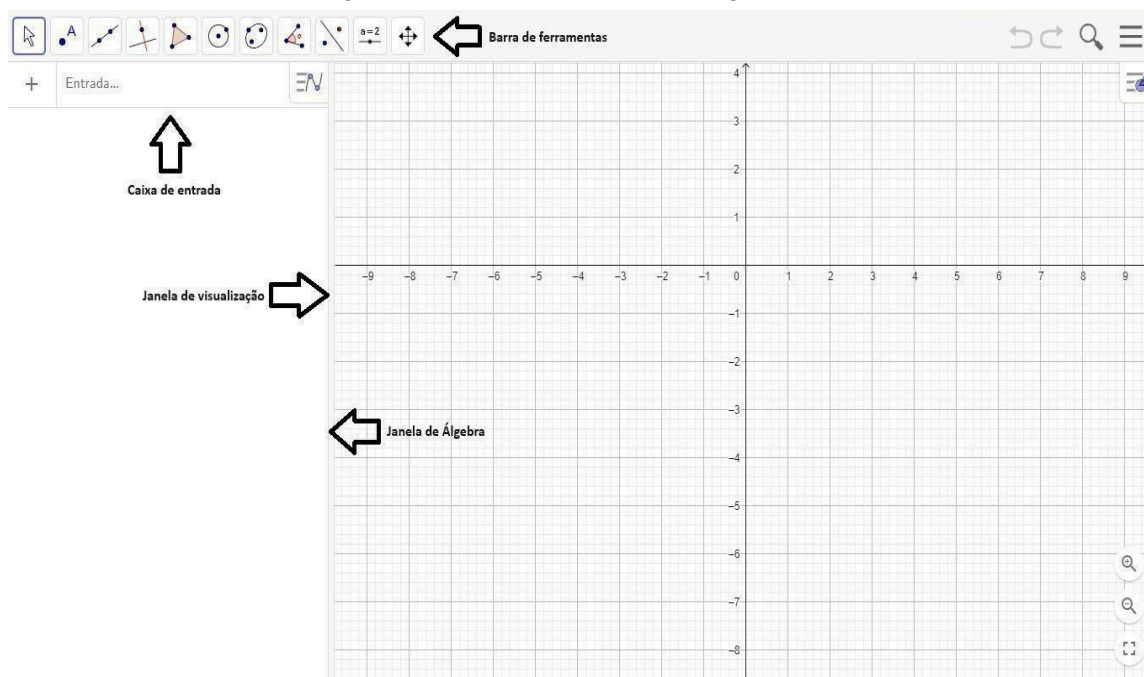 A
a=2
Barra de ferramentas
Entrada...
Caixa de entrada
Janela de visualização
Janela de Álgebra
4
3
2
1
−9 −8 −7 −6 −5 −4 −3 −2 −1 0 1 2 3 4 5 6 7 8 9
−1
−2
−3
−4
−5
−6
−7
−8